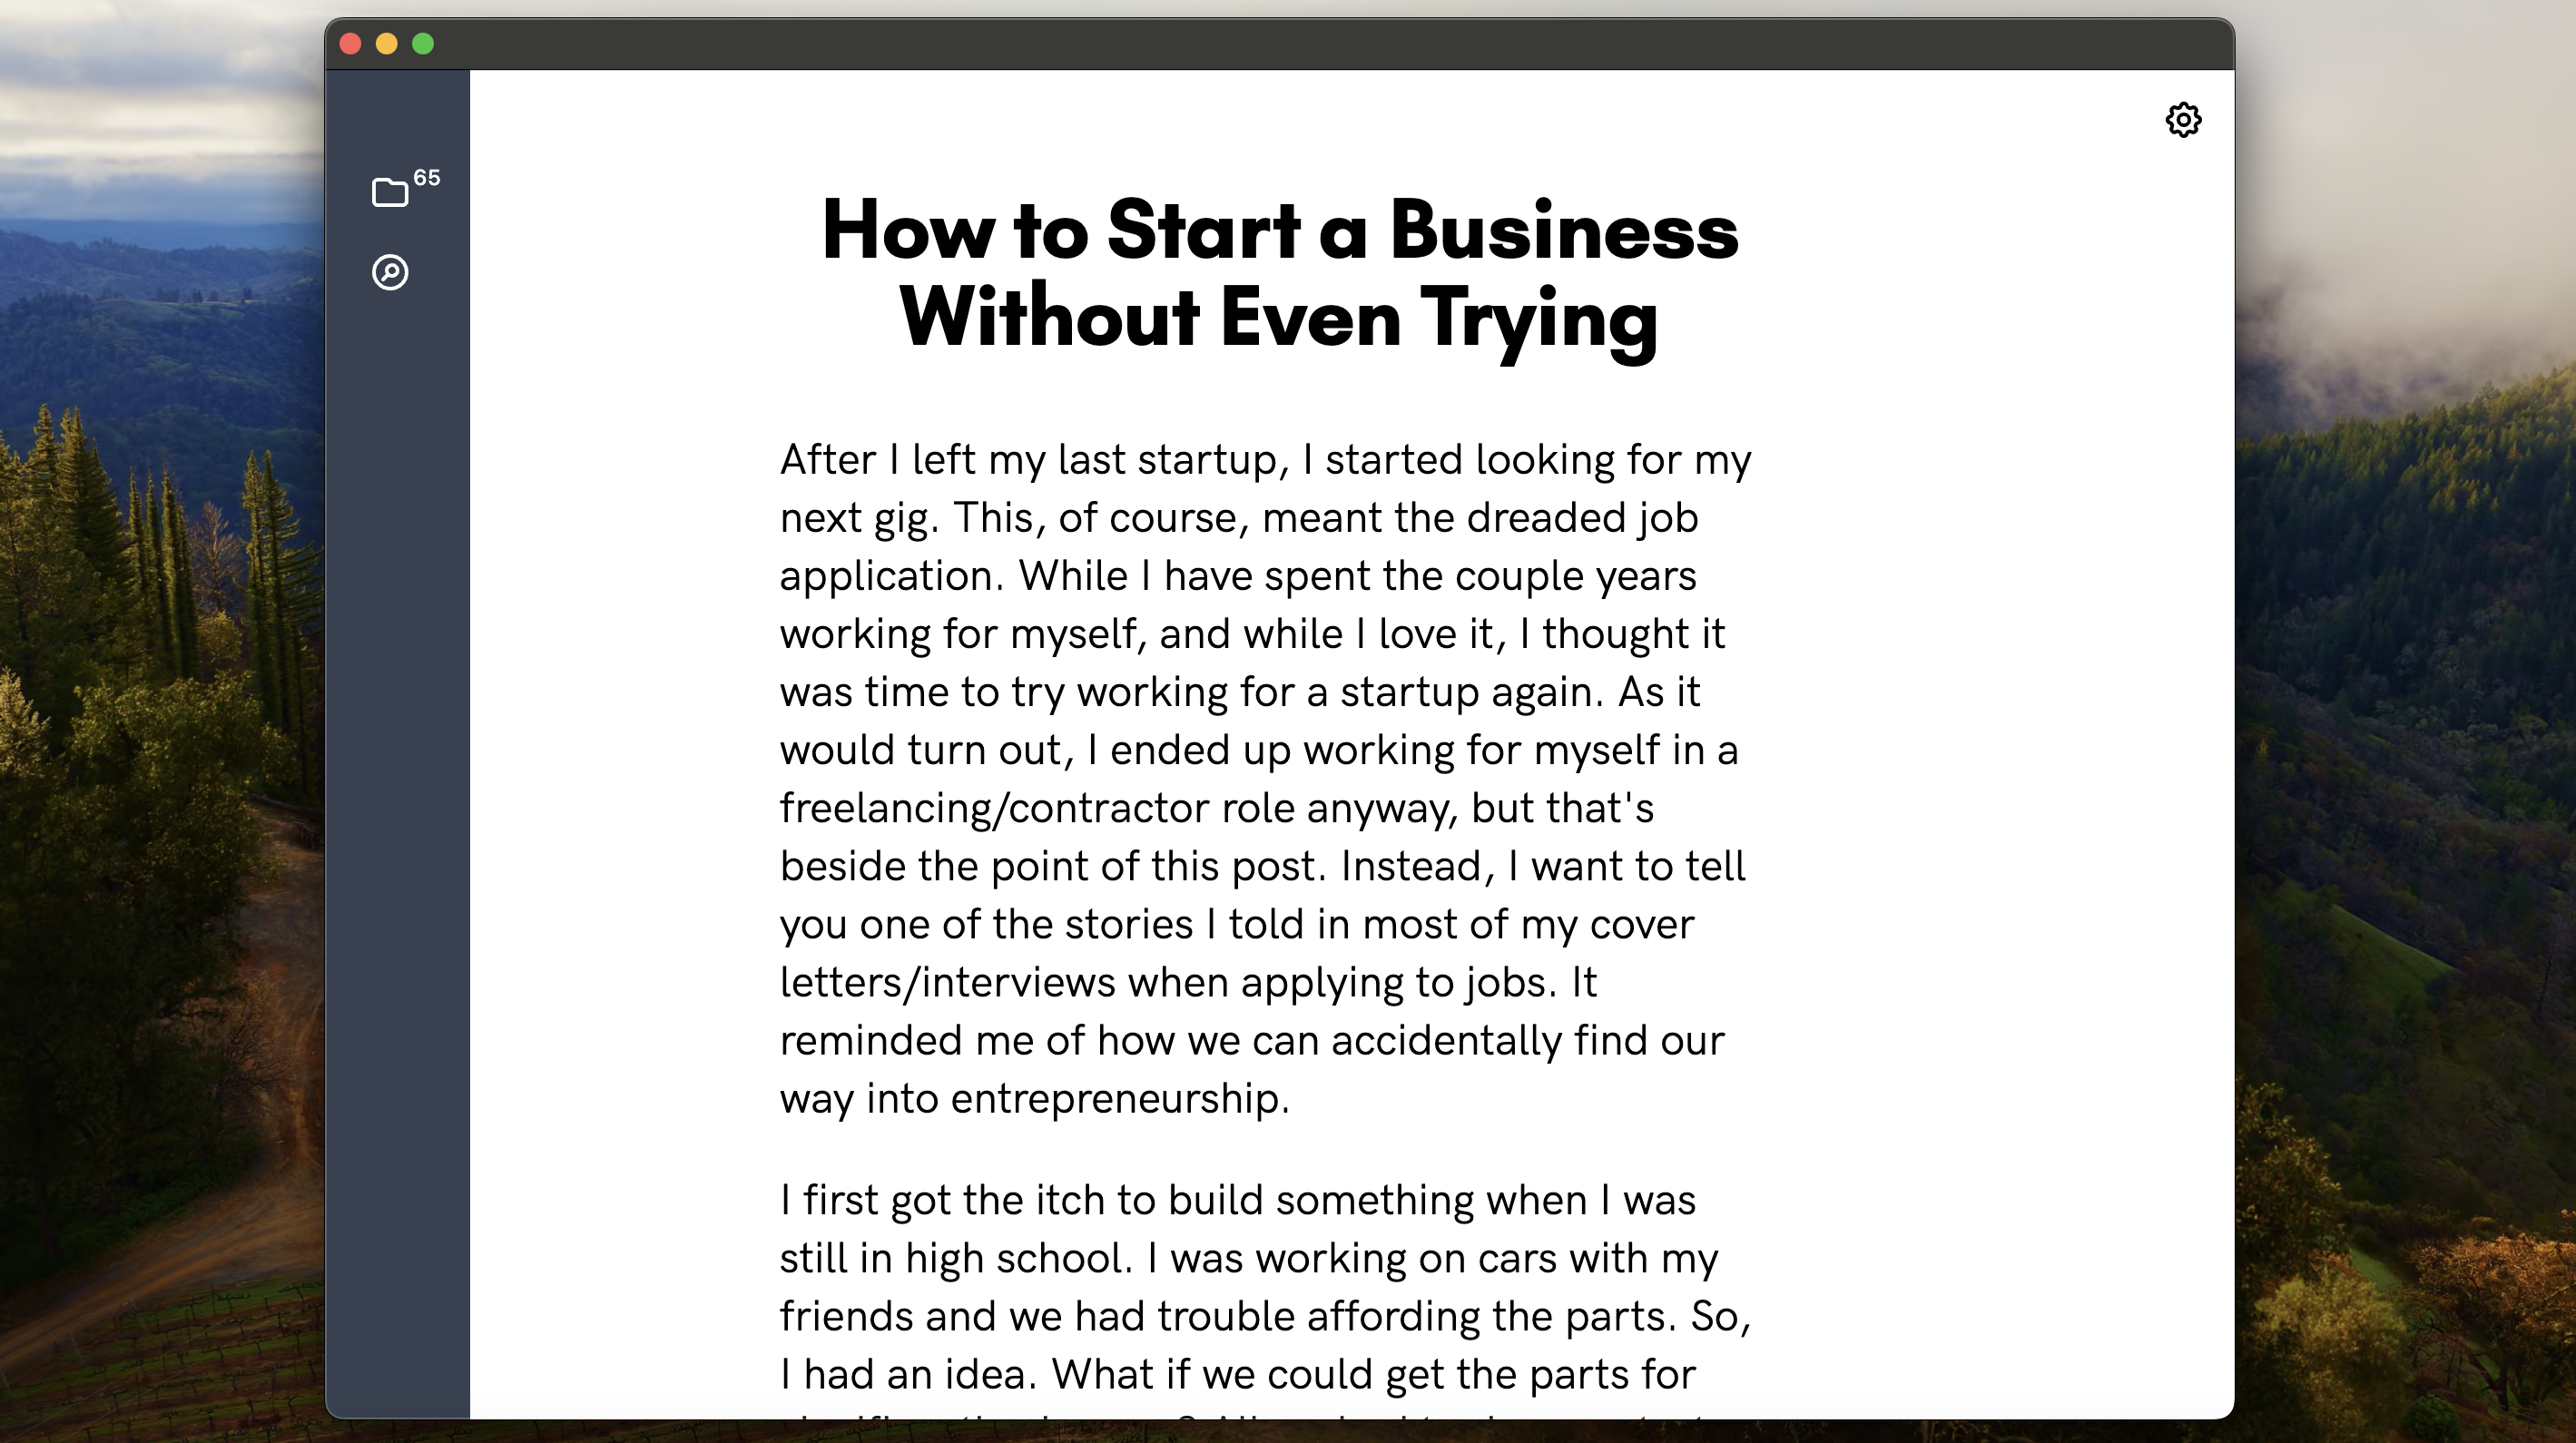 65
How to Start a Business
Without Even Trying
After I left my last startup, I started looking for my
next gig. This, of course, meant the dreaded job
application. While I have spent the couple years
working for myself, and while I love it, I thought it
was time to try working for a startup again. As it
would turn out, I ended up working for myself in a
freelancing/contractor role anyway, but that's
beside the point of this post. Instead, I want to tell
you one of the stories I told in most of my cover
letters/interviews when applying to jobs. It
reminded me of how we can accidentally find our
way into entrepreneurship.
I first got the itch to build something when I was
still in high school. I was working on cars with my
friends and we had trouble affording the parts. So,
I had an idea. What if we could get the parts for